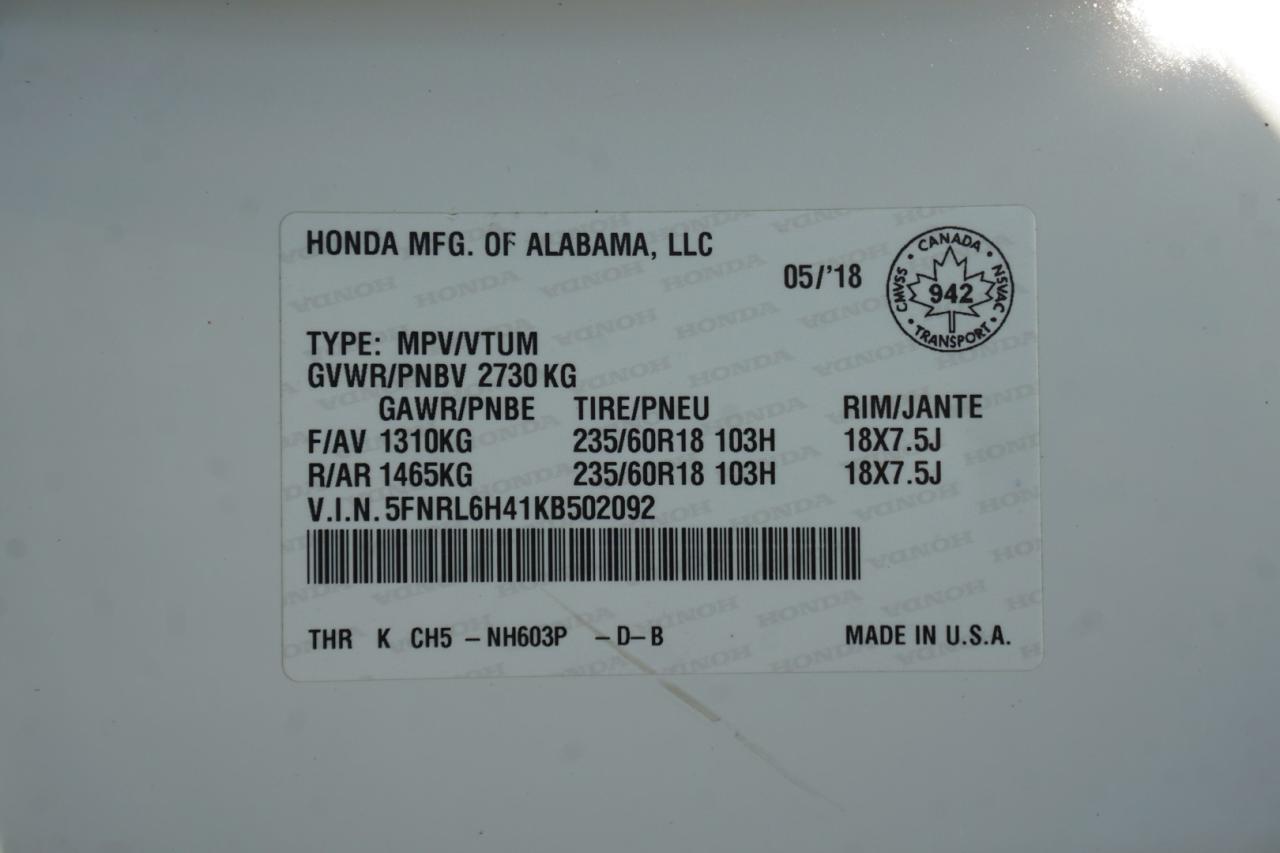 HONDA MFG. OF ALABAMA, LLC
05/'18
CANADA
CMVSS
NSVAC
942
TRANSPORT
TYPE: MPV/VTUM
GVWR/PNBV 2730 KG
GAWR/PNBE TIRE/PNEU RIM/JANTE
F/AV 1310KG 235/60R18 103H 18X7.5J
R/AR 1465KG 235/60R18 103H 18X7.5J
V.I.N. 5FNRL6H41KB502092
THR K CH5 – NH603P – D– B MADE IN U.S.A.